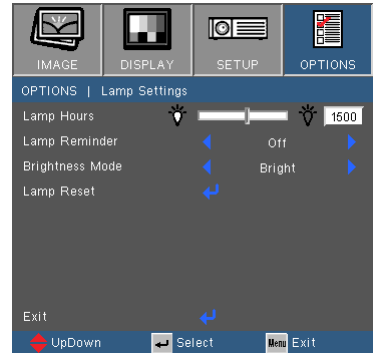 IMAGE DISPLAY SETUP OPTIONS
OPTIONS | Lamp Settings
Lamp Hours 1500
Lamp Reminder Off
Brightness Mode Bright
Lamp Reset
Exit
UpDown Select Menu Exit